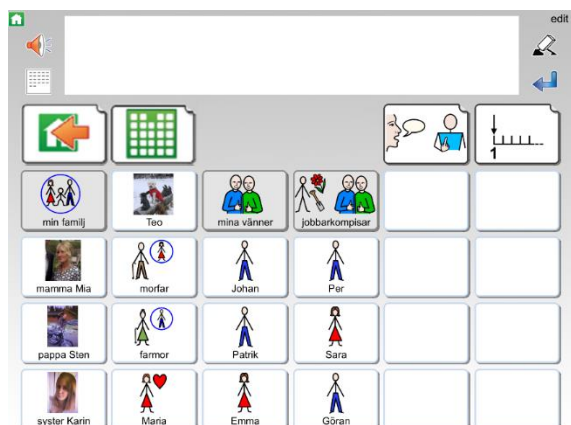 edit
1
min familj
Teo
mina vänner
jobbarkompisar
mamma Mia
morfar
Johan
Per
pappa Sten
farmor
Patrik
Sara
syster Karin
Maria
Emma
Göran